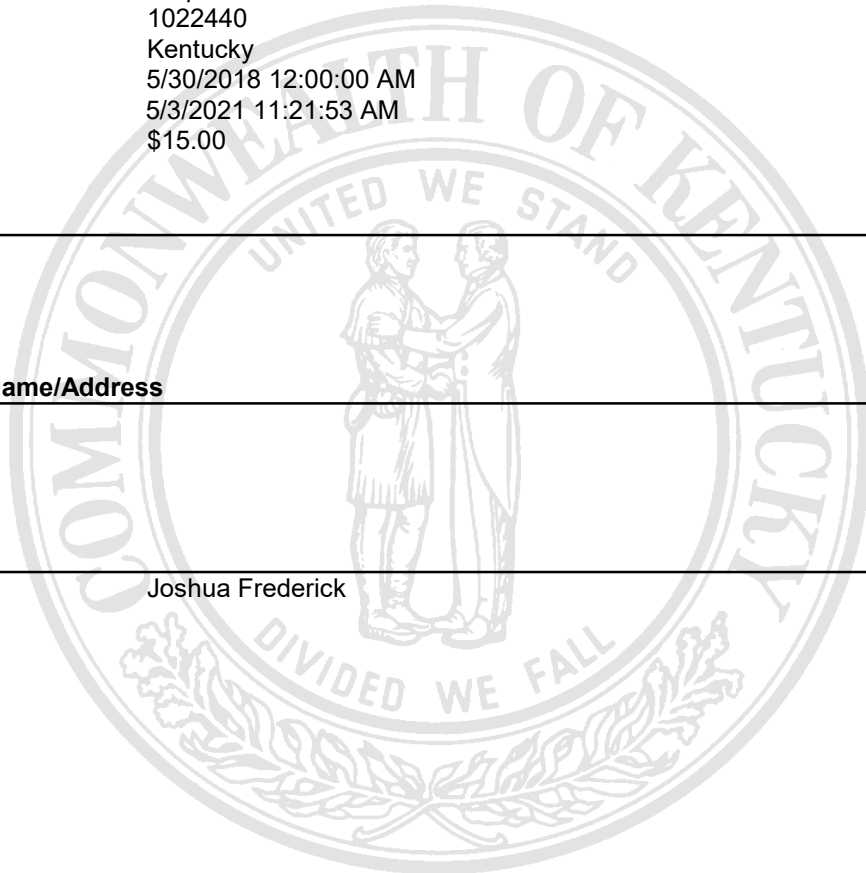 1022440
Kentucky
5/30/2018 12:00:00 AM
5/3/2021 11:21:53 AM
$15.00
COMMONWEALTH OF KENTUCKY
UNITED WE STAND
ame/Address
Joshua Frederick
DIVIDED WE FALL